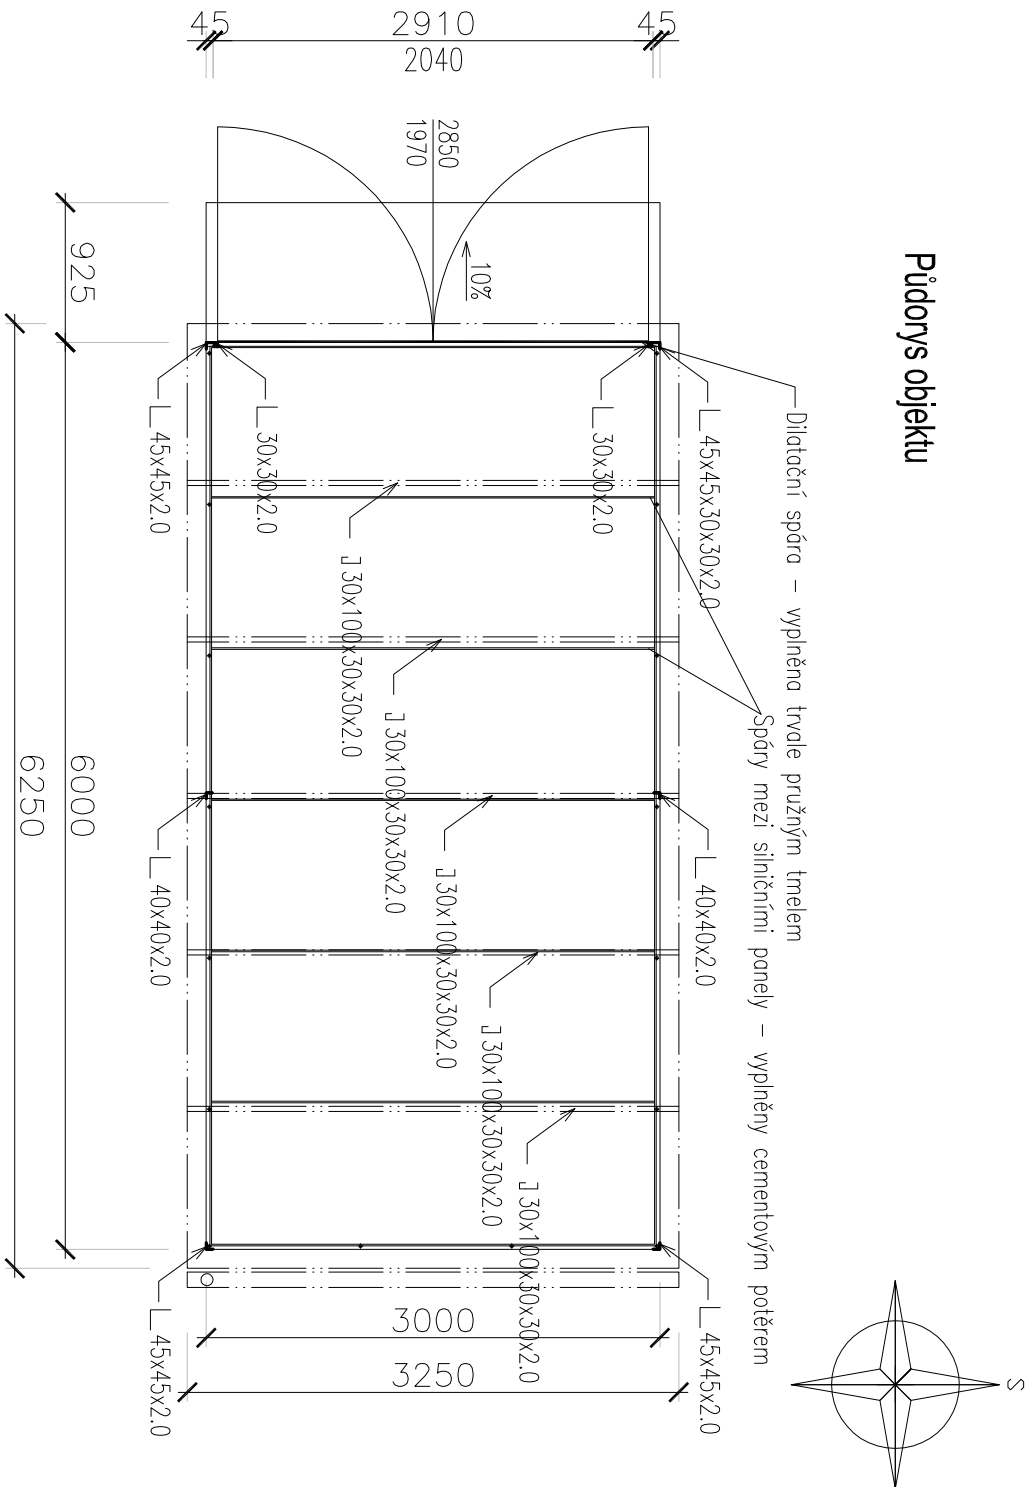 Půdorys objektu
S
Dilatační spára – vyplněna trvale pružným tmelem
Spáry mezi silničními panely – vyplněny cementovým potěrem
45
2910
2040
45
2850
1970
10%
925
6000
6250
3000
3250
L 45x45x30x30x2.0
L 40x40x2.0
L 45x45x2.0
L 30x30x2.0
J 30x100x30x30x2.0
J 30x100x30x30x2.0
J 30x100x30x30x2.0
J 30x100x30x30x2.0
J 30x100x30x30x2.0
L 30x30x2.0
L 45x45x2.0
L 40x40x2.0
L 45x45x2.0